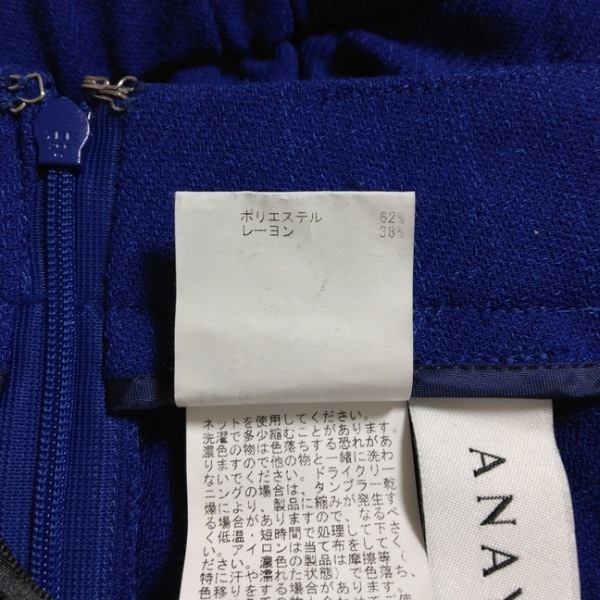 ポリエステル 62%
レーヨン 38%
ネットを使用してください。
洗濯で多少縮むことがあります。
濃色の物は色落ちする恐れがあ
りますので他の物と一緒に洗わ
ないでください。ドライクリー
ニングの場合は、タンブラー乾
燥により、製品に縮みが発生す
る場合がありますので、なるべ
く低温・短時間で処理して下さ
い。アイロンは当て布をしてく
ださい。濃色の製品は摩擦等（
特に汗や濡れた状態）で色落ち、
色移りをする場合がありますの
ANAY